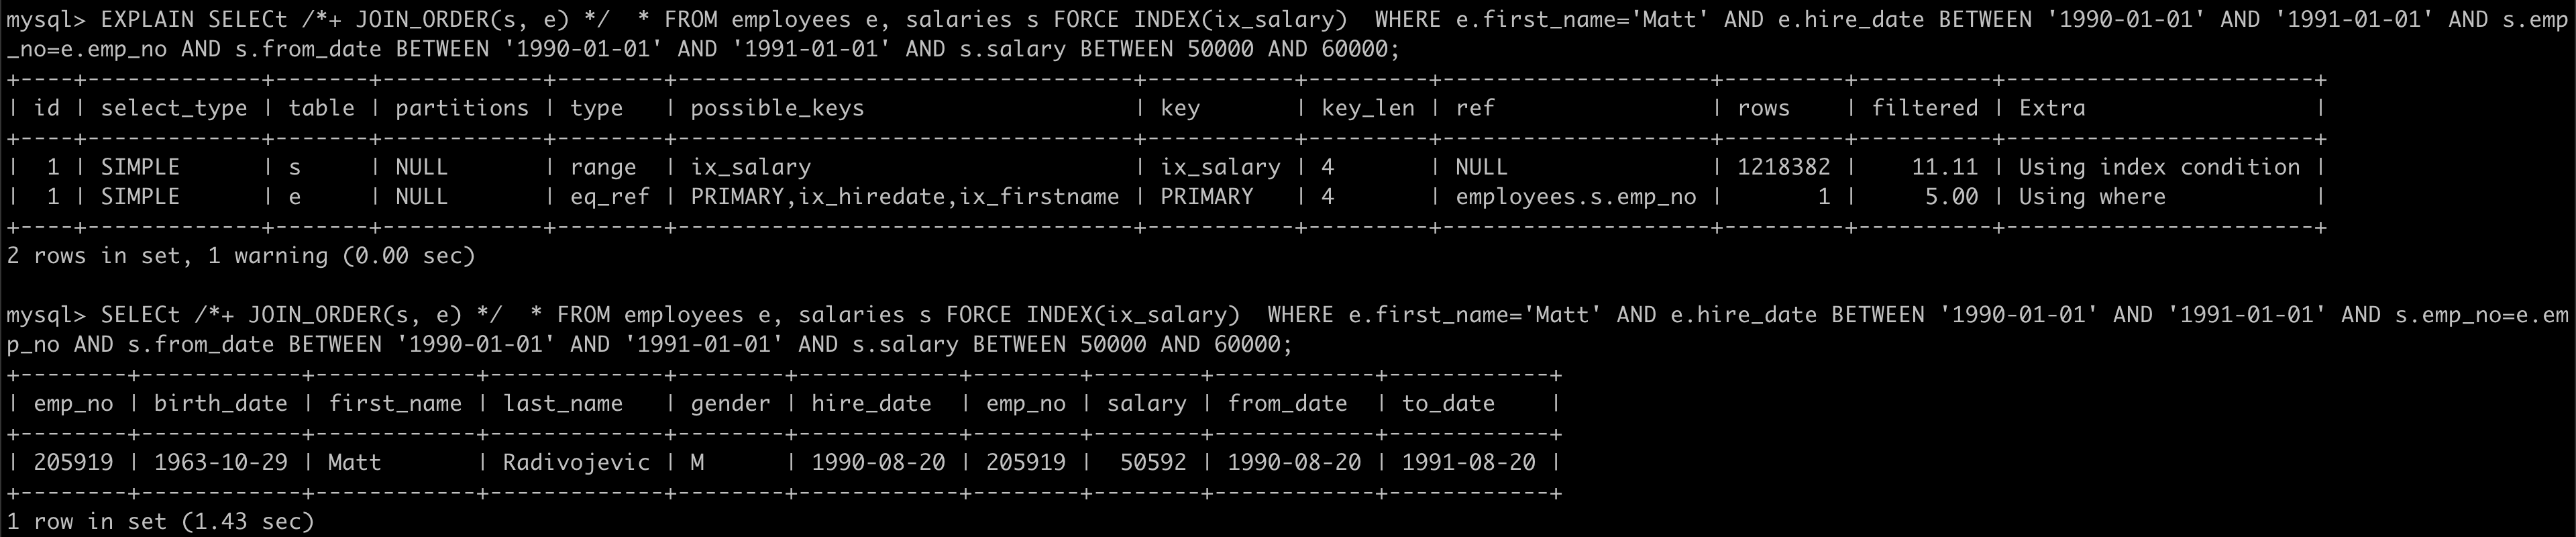 mysql> EXPLAIN SELECt /*+ JOIN_ORDER(s, e) */  * FROM employees e, salaries s FORCE INDEX(ix_salary)  WHERE e.first_name='Matt' AND e.hire_date BETWEEN '1990-01-01' AND '1991-01-01' AND s.emp
_no=e.emp_no AND s.from_date BETWEEN '1990-01-01' AND '1991-01-01' AND s.salary BETWEEN 50000 AND 60000;
+----+-------------+-------+------------+--------+--------------------------------+-----------+---------+--------------------+---------+----------+-----------------------+
| id | select_type | table | partitions | type   | possible_keys                  | key       | key_len | ref                | rows    | filtered | Extra                 |
+----+-------------+-------+------------+--------+--------------------------------+-----------+---------+--------------------+---------+----------+-----------------------+
|  1 | SIMPLE      | s     | NULL       | range  | ix_salary                      | ix_salary | 4       | NULL               | 1218382 |    11.11 | Using index condition |
|  1 | SIMPLE      | e     | NULL       | eq_ref | PRIMARY,ix_hiredate,ix_firstname | PRIMARY   | 4       | employees.s.emp_no |       1 |     5.00 | Using where           |
+----+-------------+-------+------------+--------+--------------------------------+-----------+---------+--------------------+---------+----------+-----------------------+
2 rows in set, 1 warning (0.00 sec)
mysql> SELECt /*+ JOIN_ORDER(s, e) */  * FROM employees e, salaries s FORCE INDEX(ix_salary)  WHERE e.first_name='Matt' AND e.hire_date BETWEEN '1990-01-01' AND '1991-01-01' AND s.emp_no=e.em
p_no AND s.from_date BETWEEN '1990-01-01' AND '1991-01-01' AND s.salary BETWEEN 50000 AND 60000;
+--------+------------+------------+-------------+--------+------------+--------+--------+------------+------------+
| emp_no | birth_date | first_name | last_name   | gender | hire_date  | emp_no | salary | from_date  | to_date    |
+--------+------------+------------+-------------+--------+------------+--------+--------+------------+------------+
| 205919 | 1963-10-29 | Matt       | Radivojevic | M      | 1990-08-20 | 205919 |  50592 | 1990-08-20 | 1991-08-20 |
+--------+------------+------------+-------------+--------+------------+--------+--------+------------+------------+
1 row in set (1.43 sec)